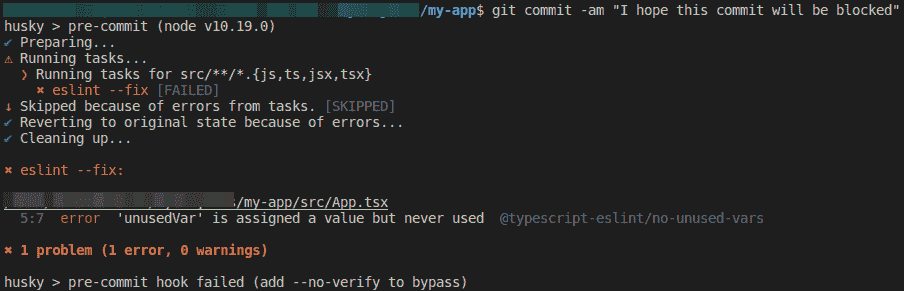 /my-app$ git commit -am "I hope this commit will be blocked"
husky > pre-commit (node v10.19.0)
✔ Preparing...
⚠ Running tasks...
❯ Running tasks for src/**/*.{js,ts,jsx,tsx}
✖ eslint --fix [FAILED]
↓ Skipped because of errors from tasks. [SKIPPED]
✔ Reverting to original state because of errors...
✔ Cleaning up...
✖ eslint --fix:
/my-app/src/App.tsx
5:7 error 'unusedVar' is assigned a value but never used @typescript-eslint/no-unused-vars
✖ 1 problem (1 error, 0 warnings)
husky > pre-commit hook failed (add --no-verify to bypass)